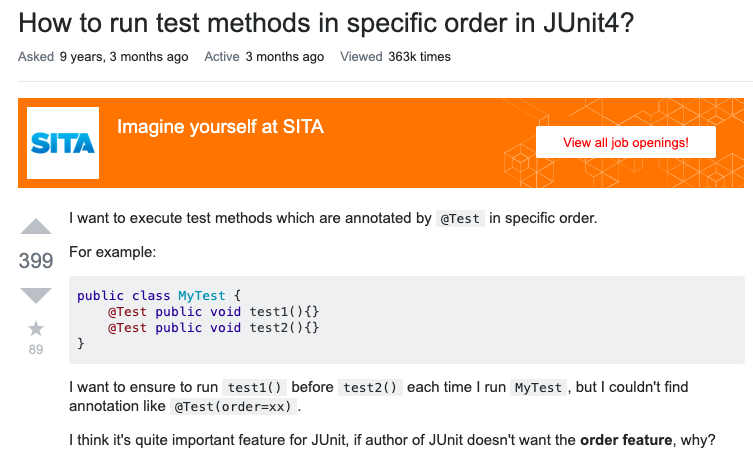 How to run test methods in specific order in JUnit4?
Asked 9 years, 3 months ago Active 3 months ago Viewed 363k times
SITA
Imagine yourself at SITA
View all job openings!
I want to execute test methods which are annotated by @Test in specific order.
399
For example:
public class MyTest {
    @Test public void test1(){}
    @Test public void test2(){}
}
89
I want to ensure to run test1() before test2() each time I run MyTest , but I couldn't find
annotation like @Test(order=xx) .
I think it's quite important feature for JUnit, if author of JUnit doesn't want the order feature, why?